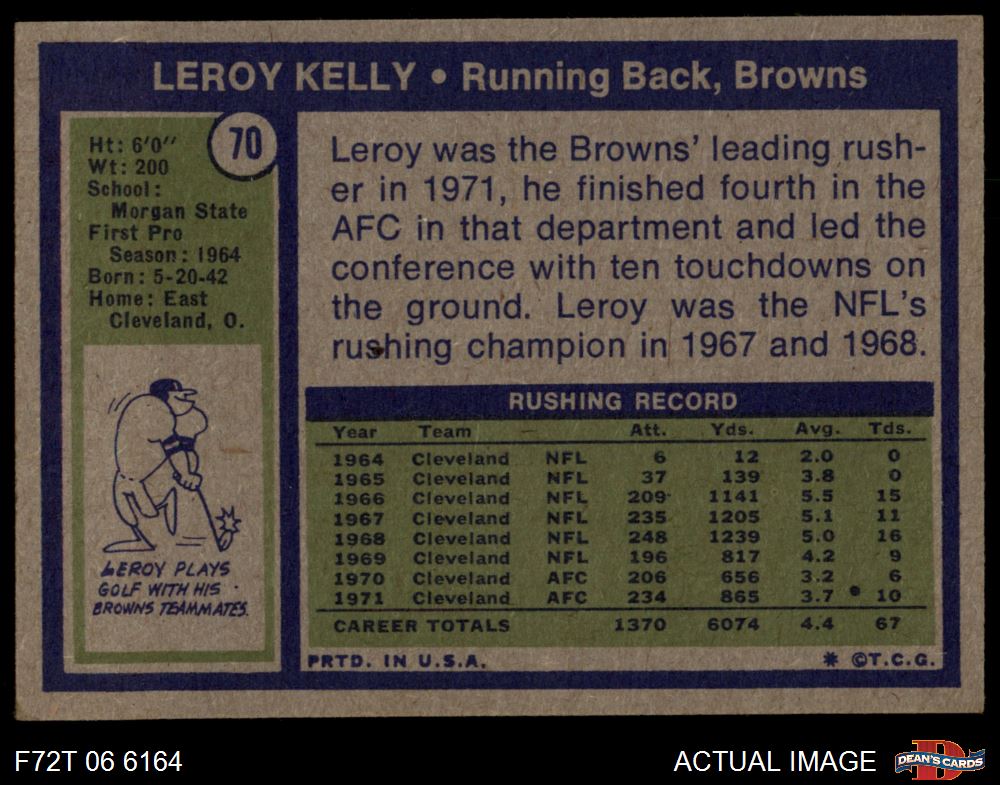 LEROY KELLY • Running Back, Browns
70
Ht: 6'0"
Wt: 200
School:
Morgan State
First Pro
Season: 1964
Born: 5-20-42
Home: East
Cleveland, O.
LEROY PLAYS
GOLF WITH HIS
BROWNS TEAMMATES.
Leroy was the Browns' leading rush-
er in 1971, he finished fourth in the
AFC in that department and led the
conference with ten touchdowns on
the ground. Leroy was the NFL's
rushing champion in 1967 and 1968.
RUSHING RECORD
Year Team Att. Yds. Avg. Tds.
1964 Cleveland NFL 6 12 2.0 0
1965 Cleveland NFL 37 139 3.8 0
1966 Cleveland NFL 209 1141 5.5 15
1967 Cleveland NFL 235 1205 5.1 11
1968 Cleveland NFL 248 1239 5.0 16
1969 Cleveland NFL 196 817 4.2 9
1970 Cleveland AFC 206 656 3.2 6
1971 Cleveland AFC 234 865 3.7 10
CAREER TOTALS 1370 6074 4.4 67
PRTD. IN U.S.A. * ©T.C.G.
F72T 06 6164 ACTUAL IMAGE DEAN'S CARDS